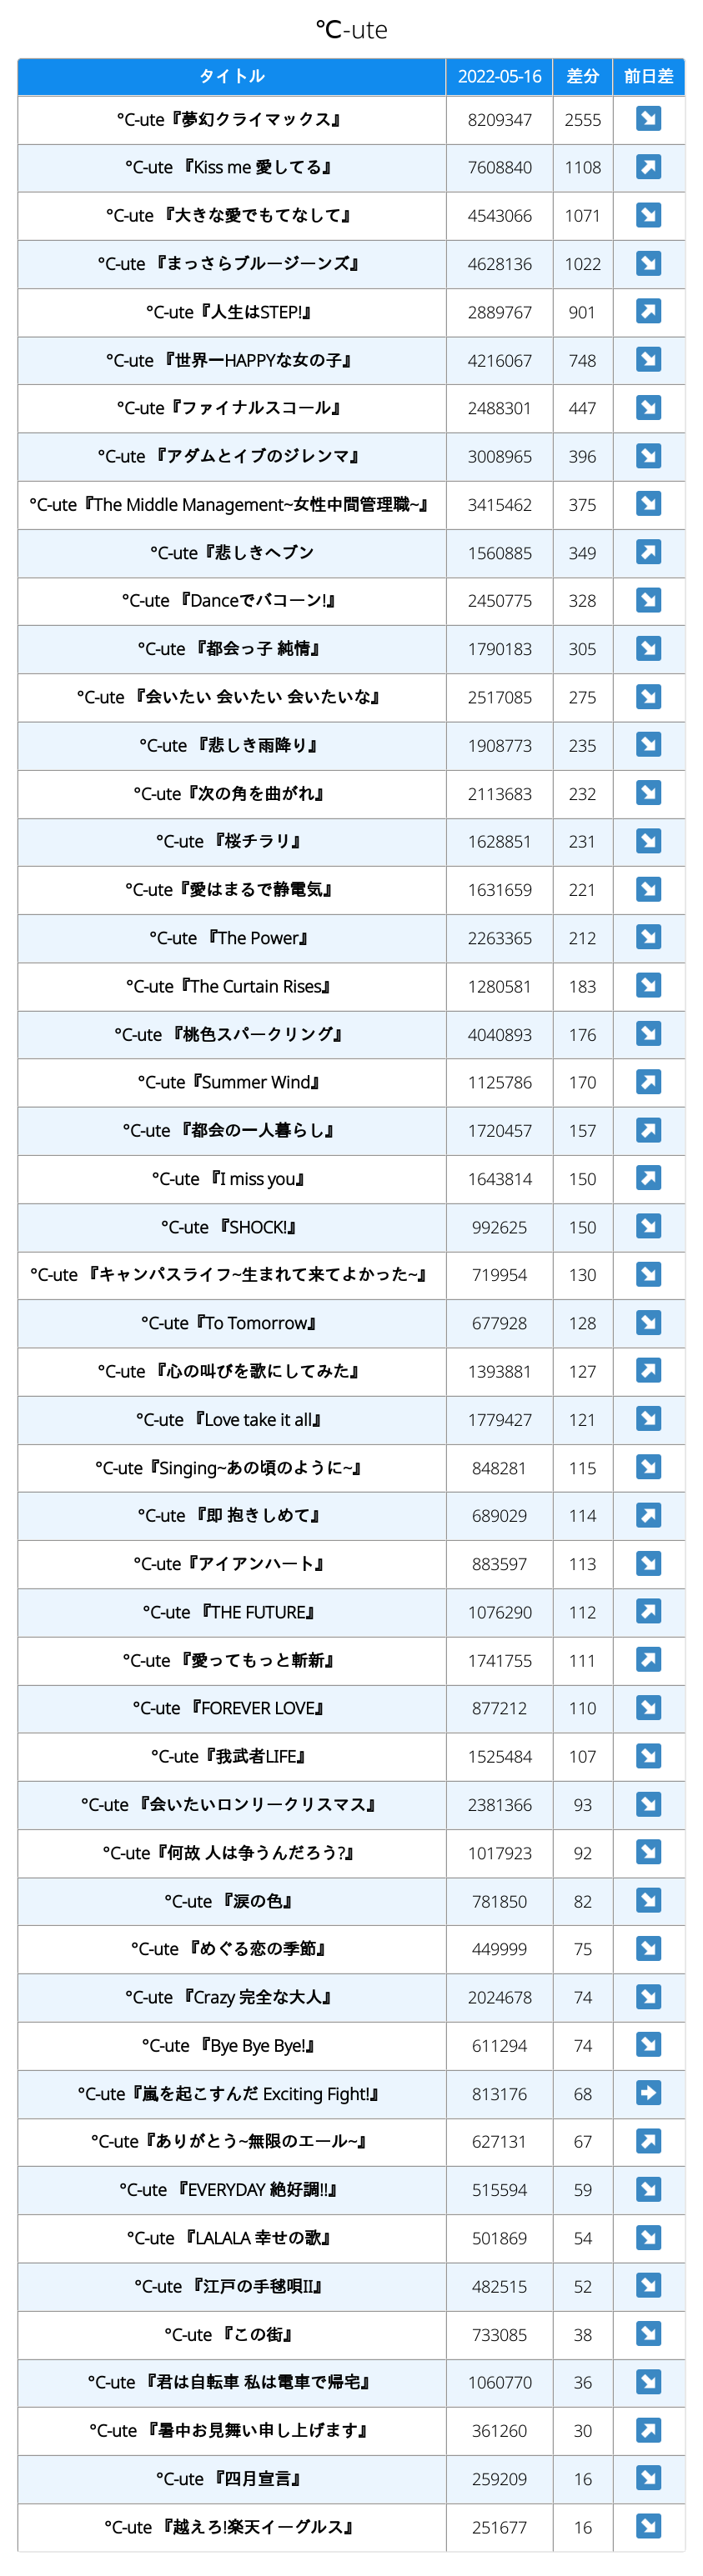 ℃-ute
タイトル 2022-05-16 差分 前日差
°C-ute『夢幻クライマックス』 8209347 2555 ↘
°C-ute 『Kiss me 愛してる』 7608840 1108 ↗
°C-ute 『大きな愛でもてなして』 4543066 1071 ↘
°C-ute 『まっさらブルージーンズ』 4628136 1022 ↘
°C-ute『人生はSTEP!』 2889767 901 ↗
°C-ute 『世界一HAPPYな女の子』 4216067 748 ↘
°C-ute『ファイナルスコール』 2488301 447 ↘
°C-ute 『アダムとイブのジレンマ』 3008965 396 ↘
°C-ute『The Middle Management~女性中間管理職~』 3415462 375 ↘
°C-ute『悲しきヘブン 1560885 349 ↗
°C-ute 『Danceでバコーン!』 2450775 328 ↘
°C-ute 『都会っ子 純情』 1790183 305 ↘
°C-ute 『会いたい 会いたい 会いたいな』 2517085 275 ↘
°C-ute 『悲しき雨降り』 1908773 235 ↘
°C-ute『次の角を曲がれ』 2113683 232 ↘
°C-ute 『桜チラリ』 1628851 231 ↘
°C-ute『愛はまるで静電気』 1631659 221 ↘
°C-ute 『The Power』 2263365 212 ↘
°C-ute『The Curtain Rises』 1280581 183 ↘
°C-ute 『桃色スパークリング』 4040893 176 ↘
°C-ute『Summer Wind』 1125786 170 ↗
°C-ute 『都会の一人暮らし』 1720457 157 ↗
°C-ute 『I miss you』 1643814 150 ↗
°C-ute 『SHOCK!』 992625 150 ↘
°C-ute 『キャンパスライフ~生まれて来てよかった~』 719954 130 ↘
°C-ute『To Tomorrow』 677928 128 ↘
°C-ute 『心の叫びを歌にしてみた』 1393881 127 ↗
°C-ute 『Love take it all』 1779427 121 ↘
°C-ute『Singing~あの頃のように~』 848281 115 ↘
°C-ute 『即 抱きしめて』 689029 114 ↗
°C-ute『アイアンハート』 883597 113 ↘
°C-ute 『THE FUTURE』 1076290 112 ↗
°C-ute 『愛ってもっと斬新』 1741755 111 ↗
°C-ute 『FOREVER LOVE』 877212 110 ↘
°C-ute『我武者LIFE』 1525484 107 ↘
°C-ute 『会いたいロンリークリスマス』 2381366 93 ↘
°C-ute『何故 人は争うんだろう?』 1017923 92 ↘
°C-ute 『涙の色』 781850 82 ↘
°C-ute 『めぐる恋の季節』 449999 75 ↘
°C-ute 『Crazy 完全な大人』 2024678 74 ↘
°C-ute 『Bye Bye Bye!』 611294 74 ↘
°C-ute『嵐を起こすんだ Exciting Fight!』 813176 68 ➡
°C-ute『ありがとう~無限のエール~』 627131 67 ↗
°C-ute 『EVERYDAY 絶好調!!』 515594 59 ↘
°C-ute 『LALALA 幸せの歌』 501869 54 ↘
°C-ute 『江戸の手毬唄II』 482515 52 ↘
°C-ute 『この街』 733085 38 ↘
°C-ute 『君は自転車 私は電車で帰宅』 1060770 36 ↘
°C-ute 『暑中お見舞い申し上げます』 361260 30 ↗
°C-ute 『四月宣言』 259209 16 ↘
°C-ute 『越えろ!楽天イーグルス』 251677 16 ↘